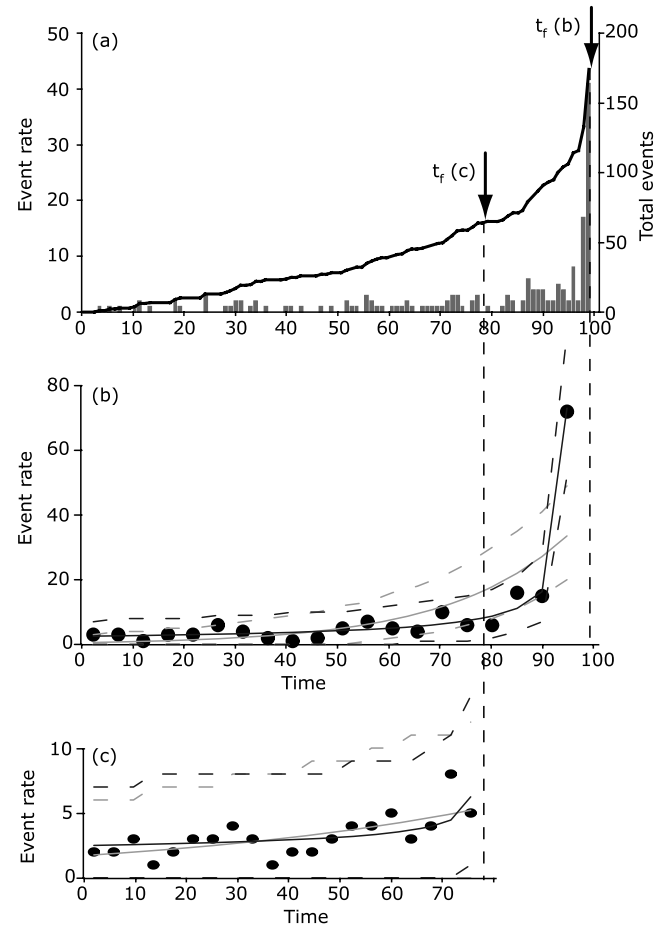 t_f (b)
50
(a)
200
40
150
30
t_f (c)
100
20
50
10
0
0
0 10 20 30 40 50 60 70 80 90 100
Event rate
Total events
80
(b)
60
40
20
0
0 10 20 30 40 50 60 70 80 90 100
Event rate
Time
10
(c)
5
0
0 10 20 30 40 50 60 70 80
Event rate
Time